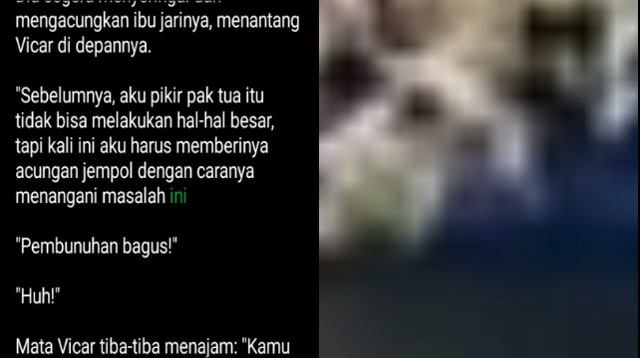 mengacungkan ibu jarinya, menantang
Vicar di depannya.
"Sebelumnya, aku pikir pak tua itu
tidak bisa melakukan hal-hal besar,
tapi kali ini aku harus memberinya
acungan jempol dengan caranya
menangani masalah ini
"Pembunuhan bagus!"
"Huh!"
Mata Vicar tiba-tiba menajam: "Kamu